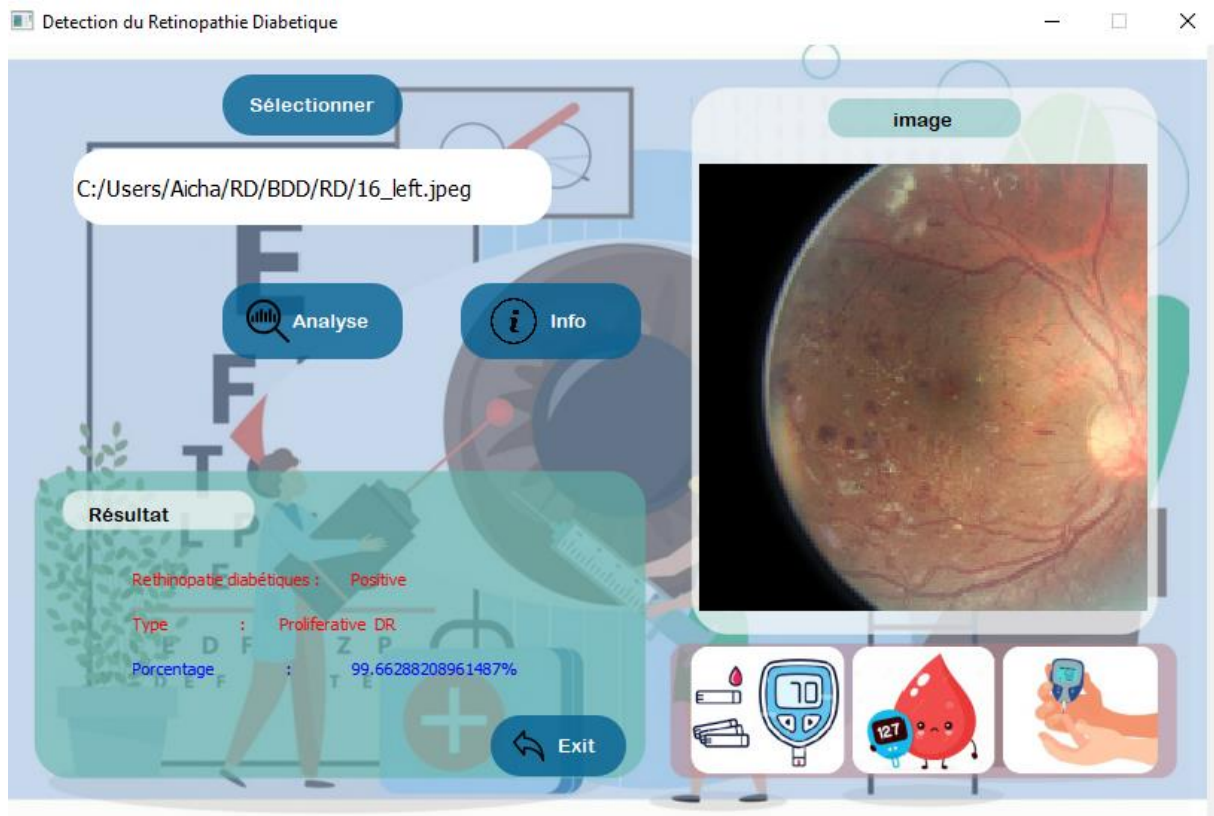 Detection du Retinopathie Diabetique
Sélectionner
C:/Users/Aicha/RD/BDD/RD/16_left.jpeg
Analyse
Info
Résultat
Rethinopatie diabétiques : Positive
Type : Proliferative DR
Porcentage : 99.66288208961487%
Exit
image
E
F
T
L P
E
E D F Z P
D E F T E
70
127